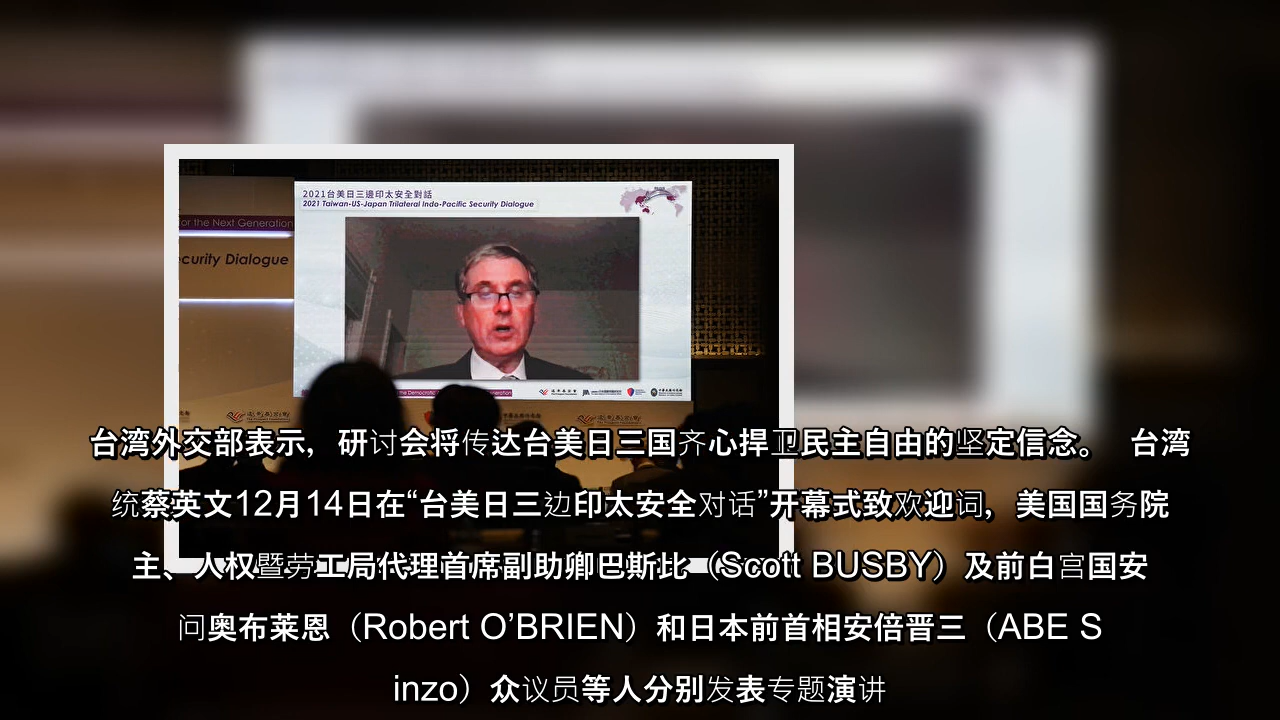 2021台美日三邊印太安全對話
2021 Taiwan-US-Japan Trilateral Indo-Pacific Security Dialogue
for the Next Generation
curity Dialogue
台湾外交部表示，研讨会将传达台美日三国齐心捍卫民主自由的坚定信念。 台湾
统蔡英文12月14日在“台美日三边印太安全对话”开幕式致欢迎词，美国国务院
主、人权暨劳工局代理首席副助卿巴斯比（Scott BUSBY）及前白宫国安
问奥布莱恩（Robert O’BRIEN）和日本前首相安倍晋三（ABE S
inzo）众议员等人分别发表专题演讲